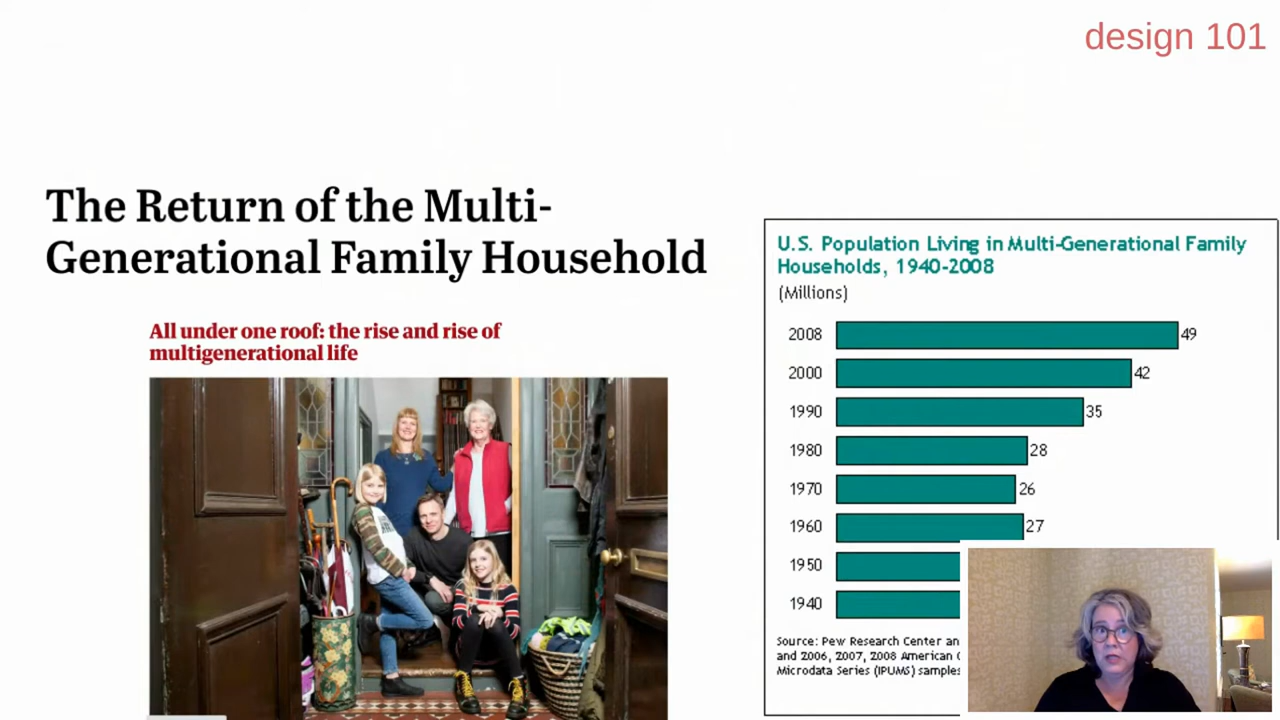 design 101
The Return of the Multi-
Generational Family Household
All under one roof: the rise and rise of
multigenerational life
U.S. Population Living in Multi-Generational Family
Households, 1940-2008
(Millions)
2008 49
2000 42
1990 35
1980 28
1970 26
1960 27
1950
1940
Source: Pew Research Center
and 2006, 2007, 2008 American
Microdata Series (IPUMS) samples